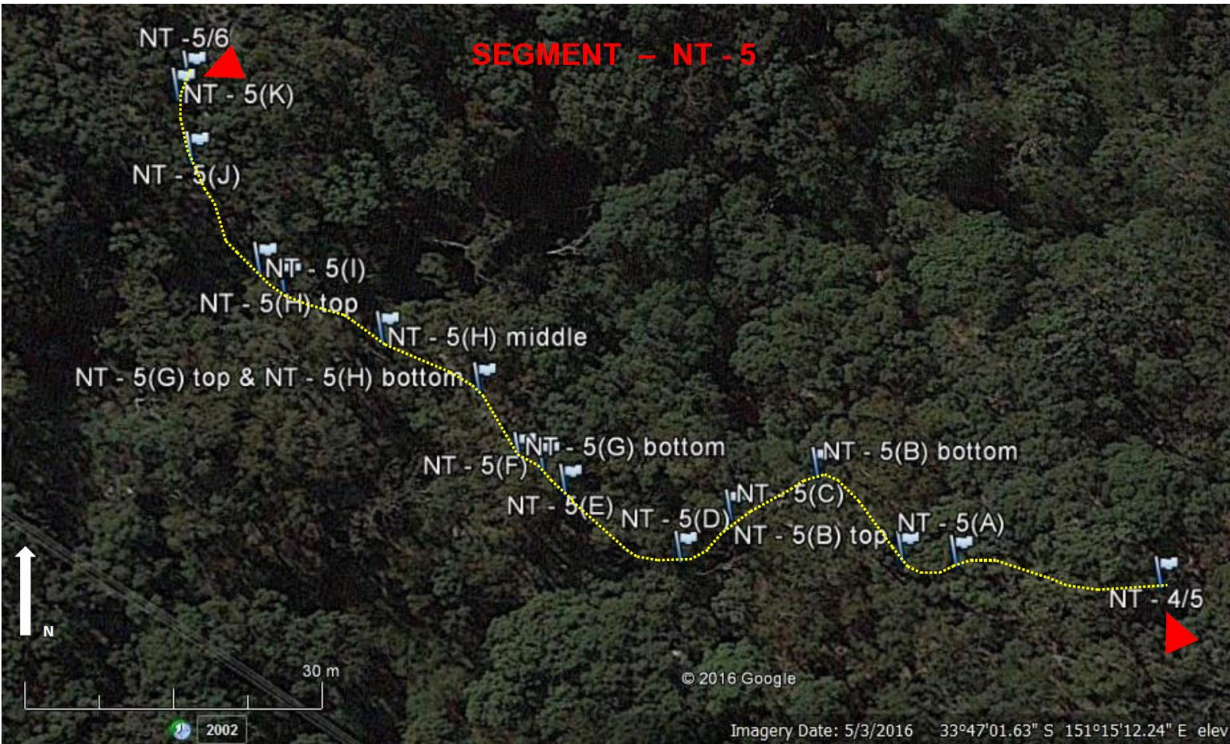 NT -5/6
SEGMENT – NT - 5
NT - 5(K)
NT - 5(J)
NT - 5(I)
NT - 5(H) top
NT - 5(H) middle
NT - 5(G) top & NT - 5(H) bottom
NT - 5(G) bottom
NT - 5(F)
NT - 5(B) bottom
NT - 5(E)
NT - 5(C)
NT - 5(D)
NT - 5(A)
NT - 5(B) top
NT - 4/5
N
30 m
© 2016 Google
2002
Imagery Date: 5/3/2016 33°47'01.63" S 151°15'12.24" E elev